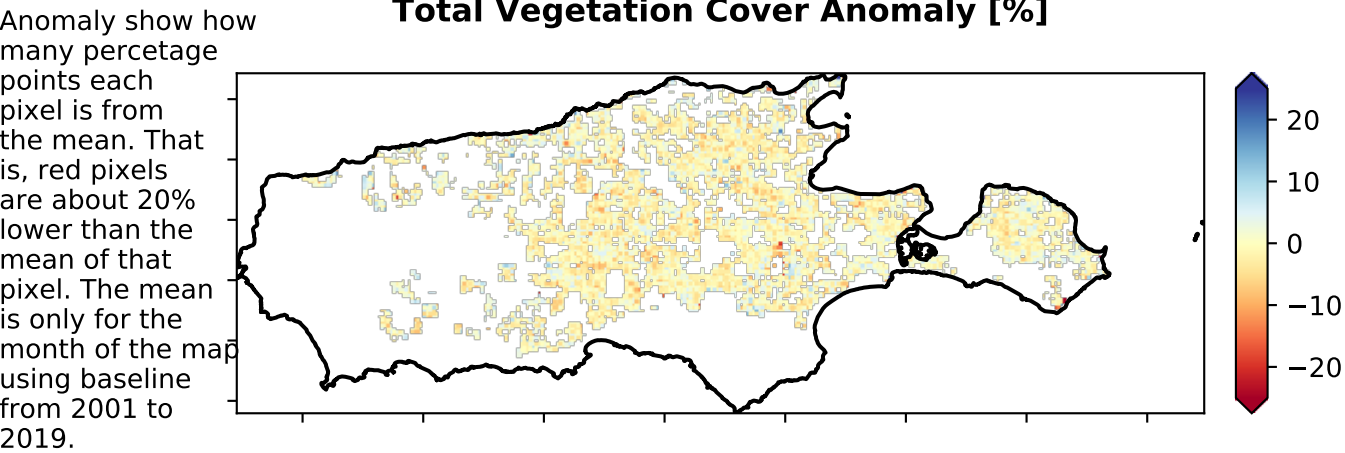 Total Vegetation Cover Anomaly [%]
Anomaly show how
many percetage
points each
pixel is from
the mean. That
is, red pixels
are about 20%
lower than the
mean of that
pixel. The mean
is only for the
month of the map
using baseline
from 2001 to
2019.
20
10
0
−10
−20